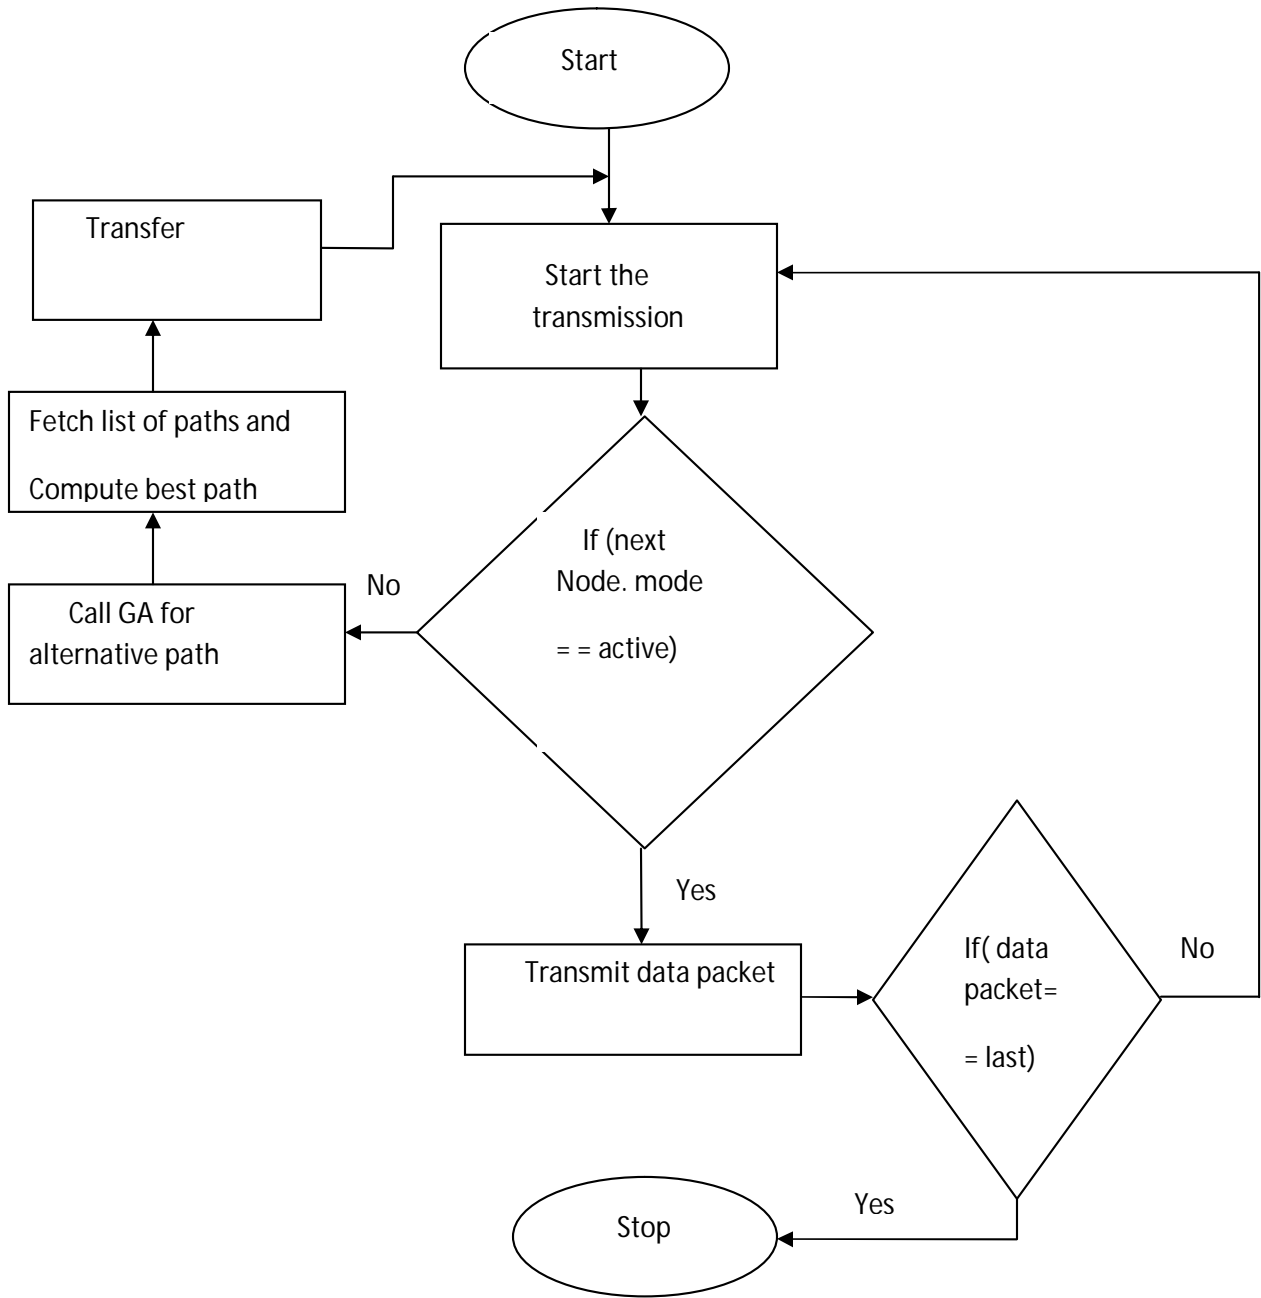 Start
Transfer
Start the
transmission
Fetch list of paths and
Compute best path
If (next
Node. mode
= = active)
No
Call GA for
alternative path
Yes
Transmit data packet
If( data
packet=
= last)
No
Yes
Stop